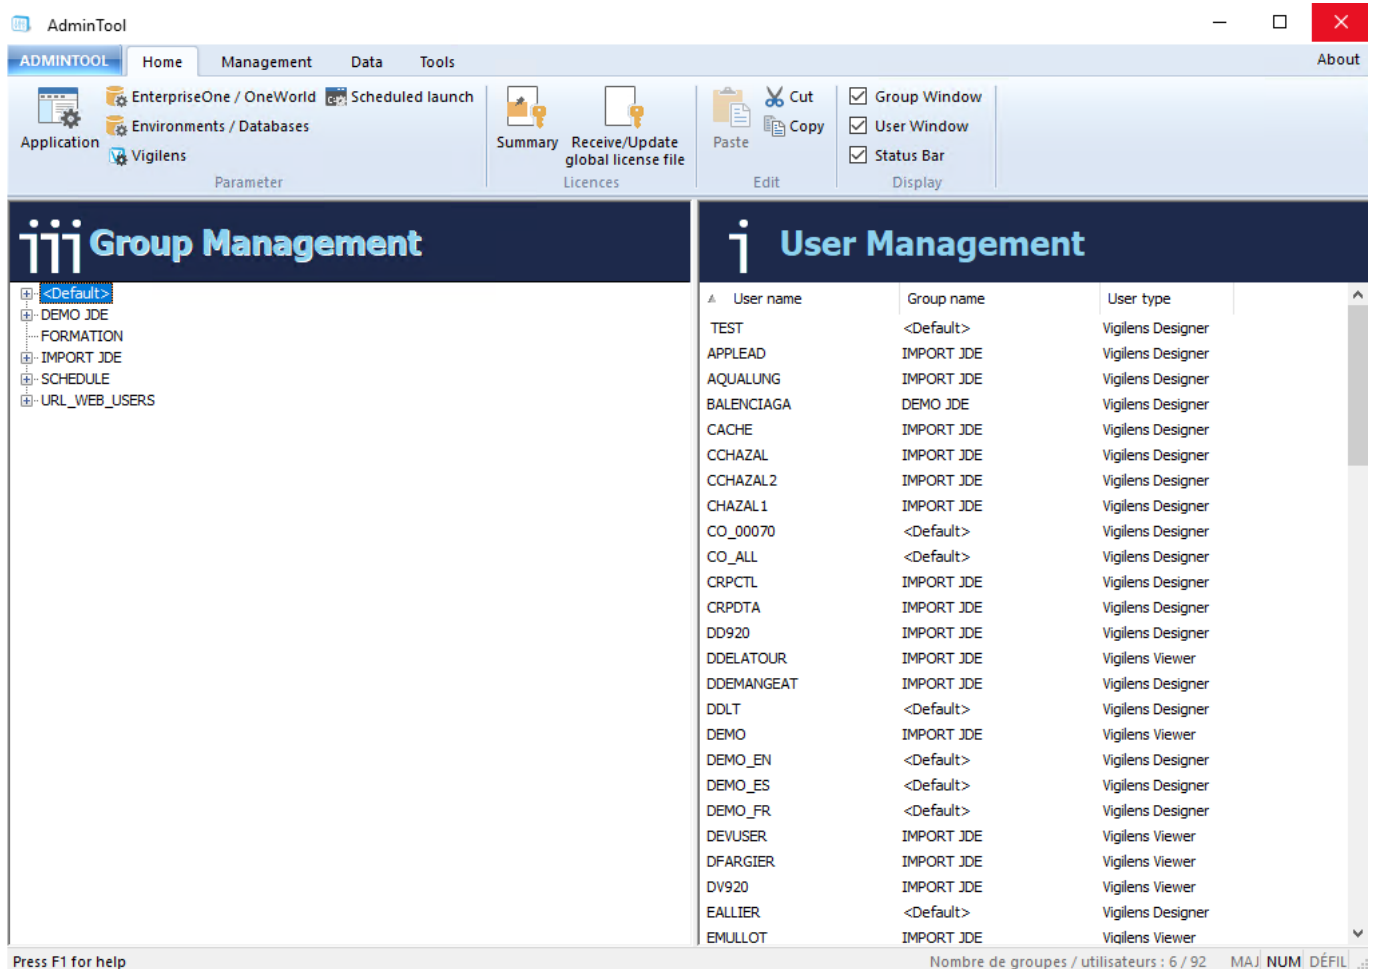 AdminTool
ADMINTOOL Home Management Data Tools About
EnterpriseOne / OneWorld Scheduled launch
Environments / Databases
Vigilens
Application
Parameter
Summary Receive/Update
global license file
Licences
Paste Cut
Copy
Edit
Group Window
User Window
Status Bar
Display
Group Management
<Default>
DEMO JDE
FORMATION
IMPORT JDE
SCHEDULE
URL_WEB_USERS
User Management
User name Group name User type
TEST <Default> Vigilens Designer
APPLEAD IMPORT JDE Vigilens Designer
AQUALUNG IMPORT JDE Vigilens Designer
BALENCIAGA DEMO JDE Vigilens Designer
CACHE IMPORT JDE Vigilens Designer
CCHAZAL IMPORT JDE Vigilens Designer
CCHAZAL2 IMPORT JDE Vigilens Designer
CHAZAL1 IMPORT JDE Vigilens Designer
CO_00070 <Default> Vigilens Designer
CO_ALL <Default> Vigilens Designer
CRPCTL IMPORT JDE Vigilens Designer
CRPDTA IMPORT JDE Vigilens Designer
DD920 IMPORT JDE Vigilens Designer
DDELATOUR IMPORT JDE Vigilens Viewer
DDEMANGEAT IMPORT JDE Vigilens Designer
DDLT <Default> Vigilens Designer
DEMO IMPORT JDE Vigilens Viewer
DEMO_EN <Default> Vigilens Designer
DEMO_ES <Default> Vigilens Designer
DEMO_FR <Default> Vigilens Designer
DEVUSER IMPORT JDE Vigilens Viewer
DFARGIER IMPORT JDE Vigilens Viewer
DV920 IMPORT JDE Vigilens Viewer
EALLIER <Default> Vigilens Designer
EMULLOT IMPORT JDE Vigilens Viewer
Press F1 for help Nombre de groupes / utilisateurs : 6 / 92 MAJ NUM DÉFIL